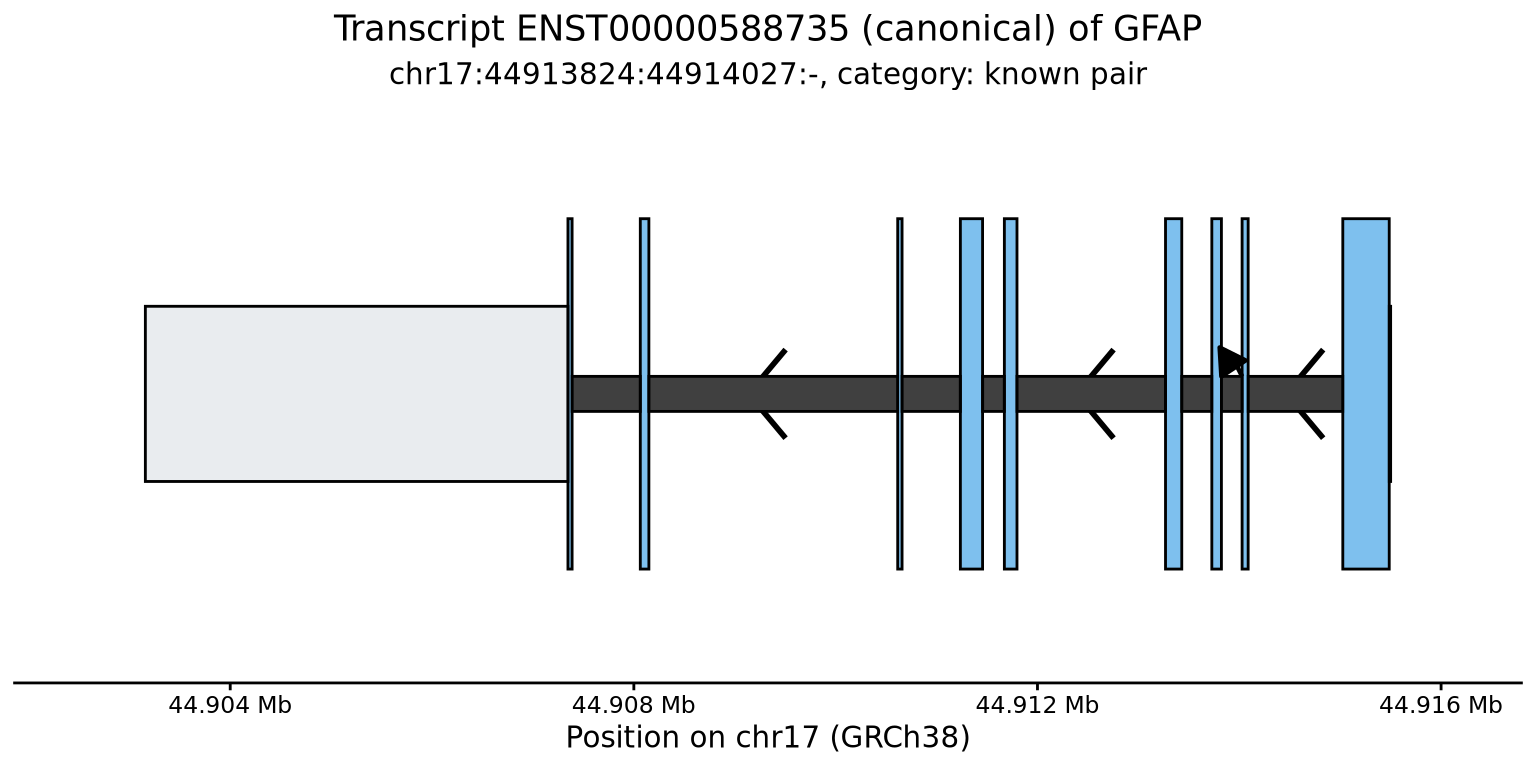 Transcript ENST00000588735 (canonical) of GFAP
chr17:44913824:44914027:-, category: known pair
44.904 Mb
44.908 Mb
44.912 Mb
44.916 Mb
Position on chr17 (GRCh38)